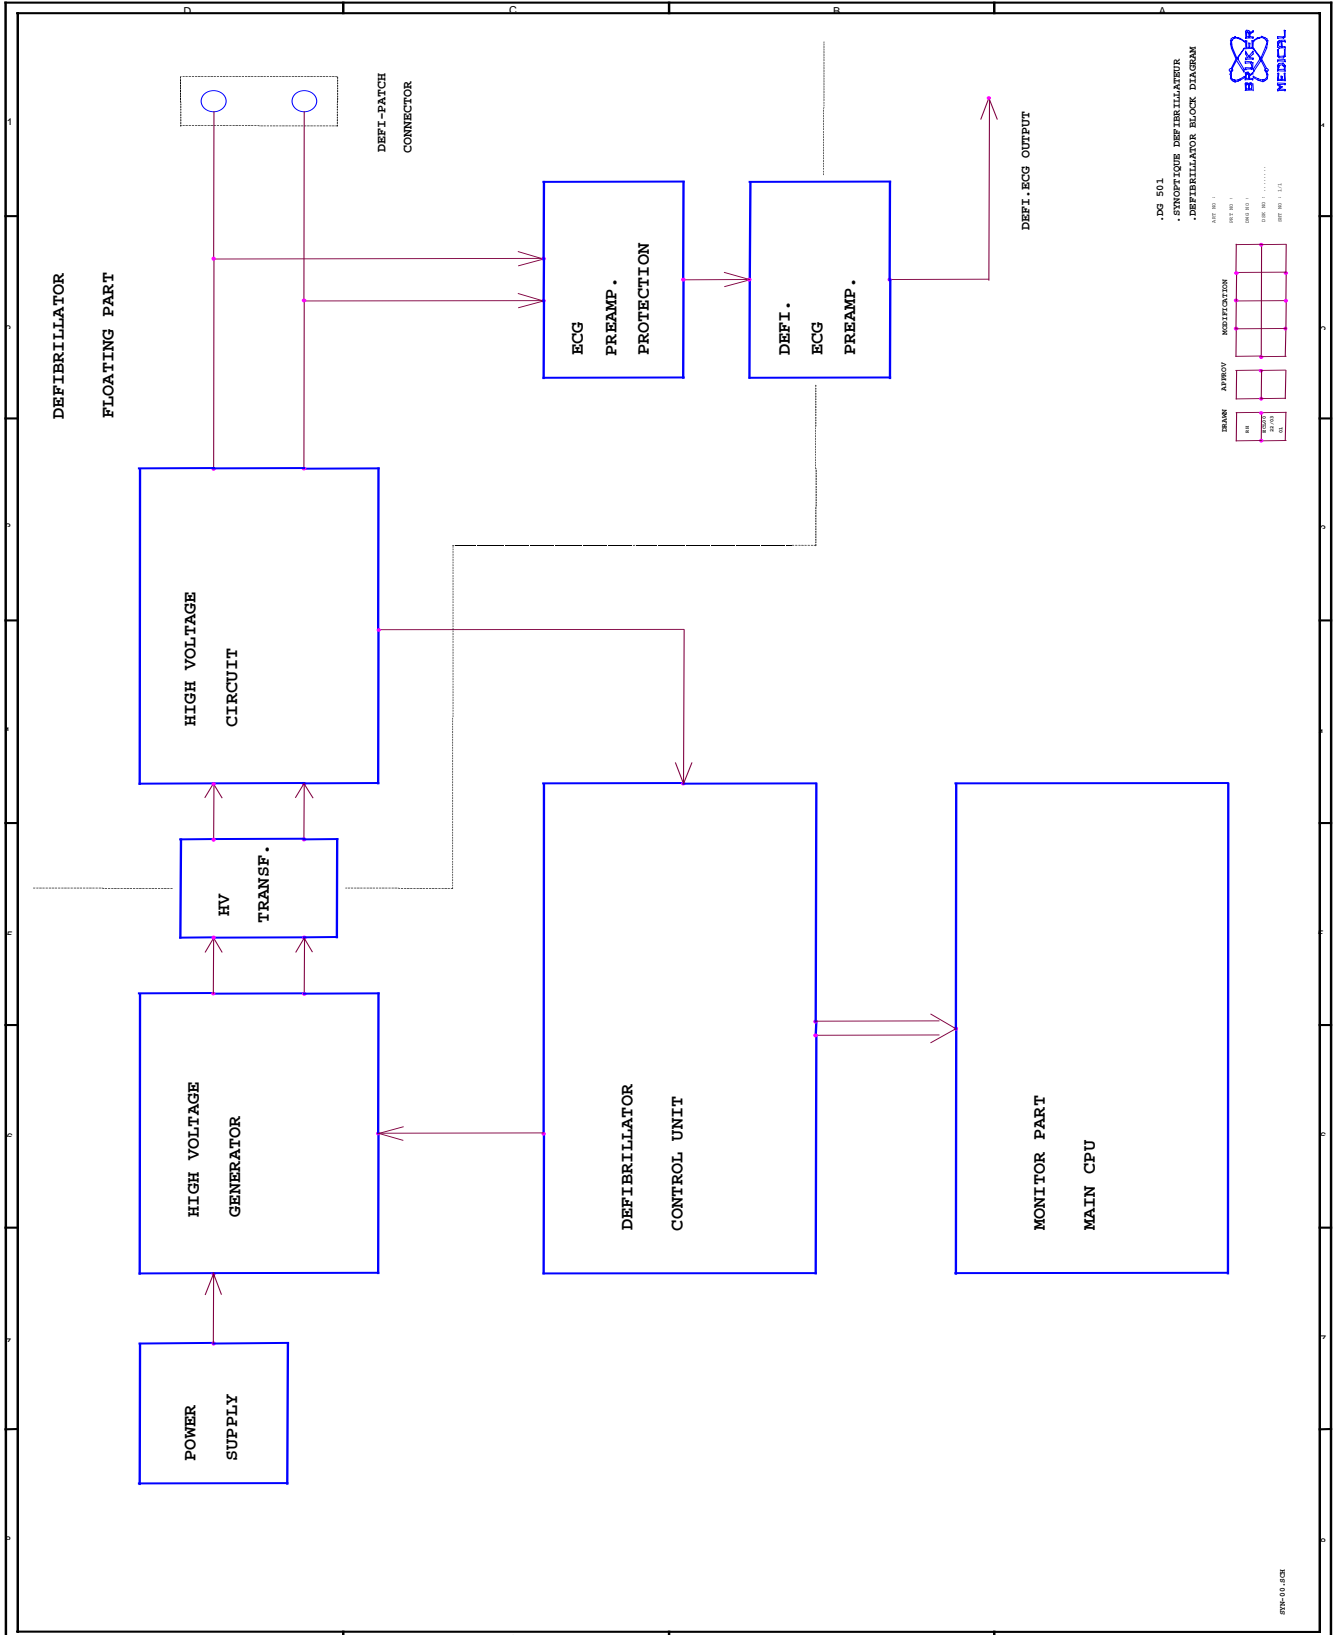 DEFIBRILLATOR
FLOATING PART
DEFI-PATCH
CONNECTOR
POWER
SUPPLY
HIGH VOLTAGE
GENERATOR
HV
TRANSF.
HIGH VOLTAGE
CIRCUIT
ECG
PREAMP.
PROTECTION
DEFI.
ECG
PREAMP.
DEFI.ECG OUTPUT
DEFIBRILLATOR
CONTROL UNIT
MONITOR PART
MAIN CPU
.DG 501
.SYNOPTIQUE DEFIBRILLATEUR
.DEFIBRILLATOR BLOCK DIAGRAM
DRAWN APPROV MODIFICATION
BRUKER
MEDICAL
SYN-00.SCH
D C B A